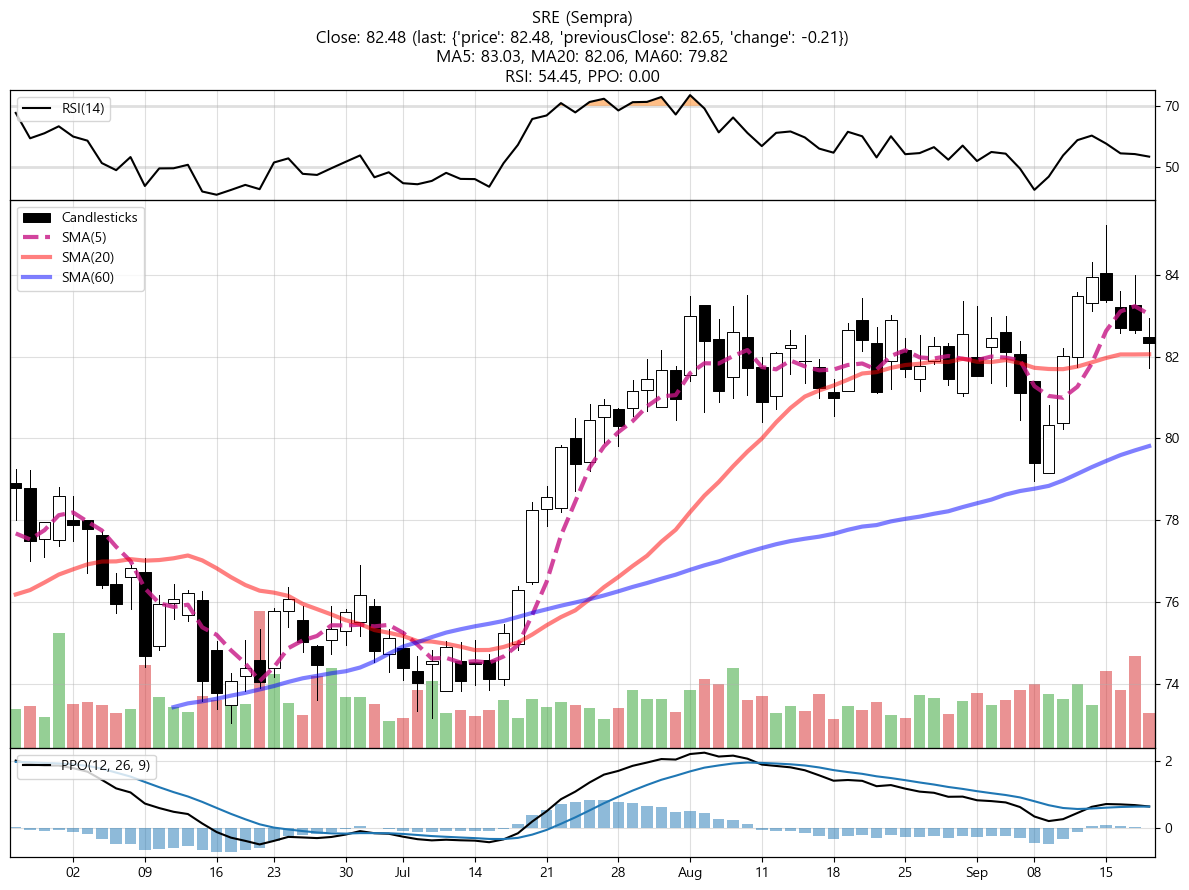 SRE (Sempra)
Close: 82.48 (last: {'price': 82.48, 'previousClose': 82.65, 'change': -0.21})
MA5: 83.03, MA20: 82.06, MA60: 79.82
RSI: 54.45, PPO: 0.00
RSI(14)
70
50
Candlesticks
SMA(5)
SMA(20)
SMA(60)
84
82
80
78
76
74
PPO(12, 26, 9)
2
0
02 09 16 23 30 Jul 14 21 28 Aug 11 18 25 Sep 08 15